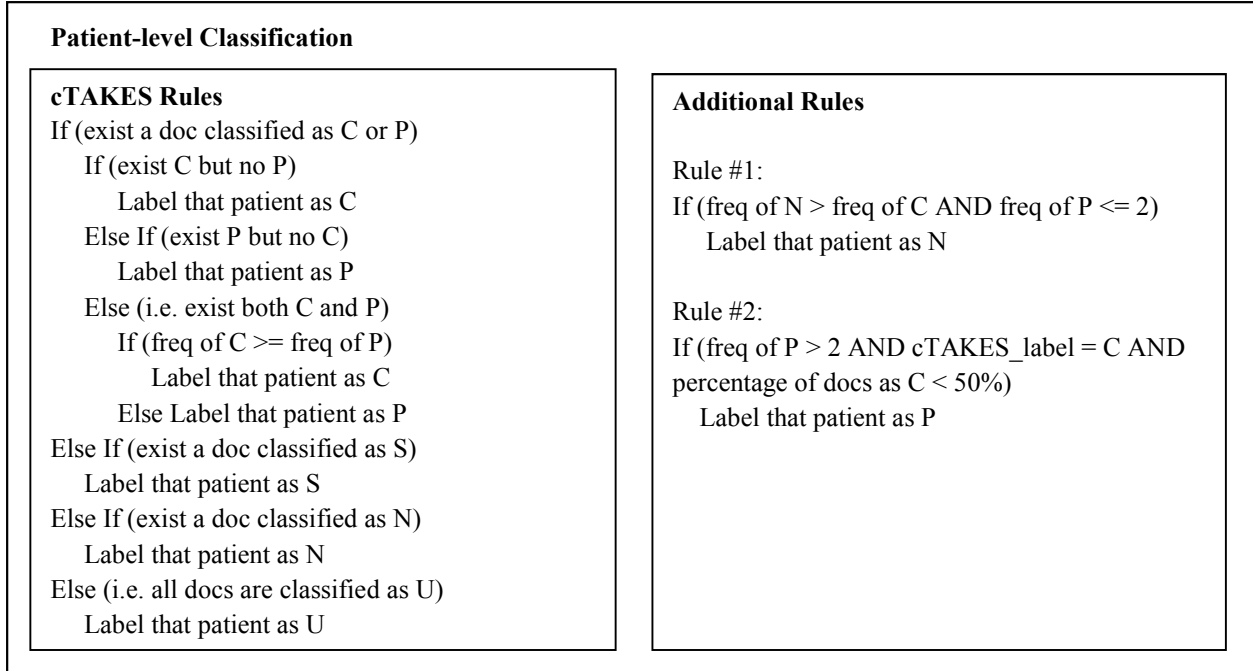 Patient-level Classification
cTAKES Rules
If (exist a doc classified as C or P)
If (exist C but no P)
Label that patient as C
Else If (exist P but no C)
Label that patient as P
Else (i.e. exist both C and P)
If (freq of C >= freq of P)
Label that patient as C
Else Label that patient as P
Else If (exist a doc classified as S)
Label that patient as S
Else If (exist a doc classified as N)
Label that patient as N
Else (i.e. all docs are classified as U)
Label that patient as U
Additional Rules
Rule #1:
If (freq of N > freq of C AND freq of P <= 2)
Label that patient as N
Rule #2:
If (freq of P > 2 AND cTAKES_label = C AND
percentage of docs as C < 50%)
Label that patient as P